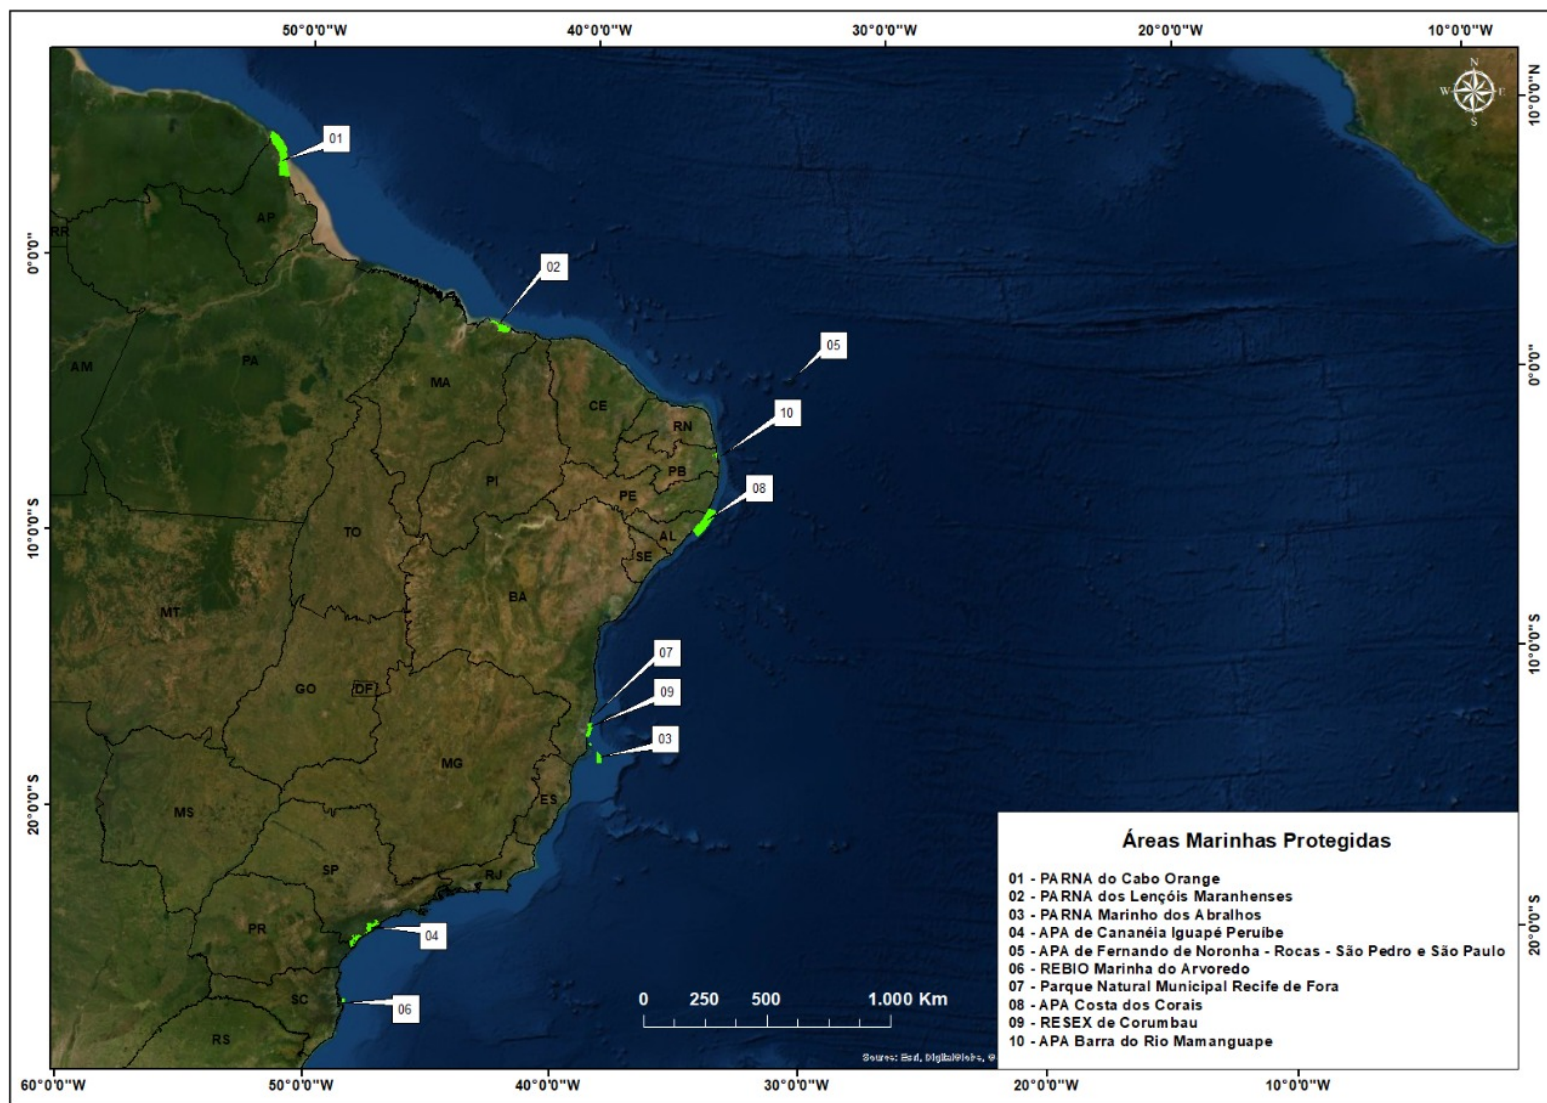 50°0'0"W 40°0'0"W 30°0'0"W 20°0'0"W 10°0'0"W
N
W E
S
10°0'0"N
01
AP
RR
0°0'0"
02
05
0°0'0"
PA
AM
MA
CE
10
RN
PB
PI
PE
08
10°0'0"S
TO
AL
SE
BA
MT
07
10°0'0"S
09
GO
DF
03
MG
ES
20°0'0"S
MS
SP
RJ
PR
04
20°0'0"S
SC
06
RS
0 250 500 1.000 Km
Source: Esri, DigitalGlobe,
Áreas Marinhas Protegidas
01 - PARNA do Cabo Orange
02 - PARNA dos Lençóis Maranhenses
03 - PARNA Marinho dos Abralhos
04 - APA de Cananéia Iguapé Peruíbe
05 - APA de Fernando de Noronha - Rocas - São Pedro e São Paulo
06 - REBIO Marinha do Arvoredo
07 - Parque Natural Municipal Recife de Fora
08 - APA Costa dos Corais
09 - RESEX de Corumbau
10 - APA Barra do Rio Mamanguape
60°0'0"W 50°0'0"W 40°0'0"W 30°0'0"W 20°0'0"W 10°0'0"W